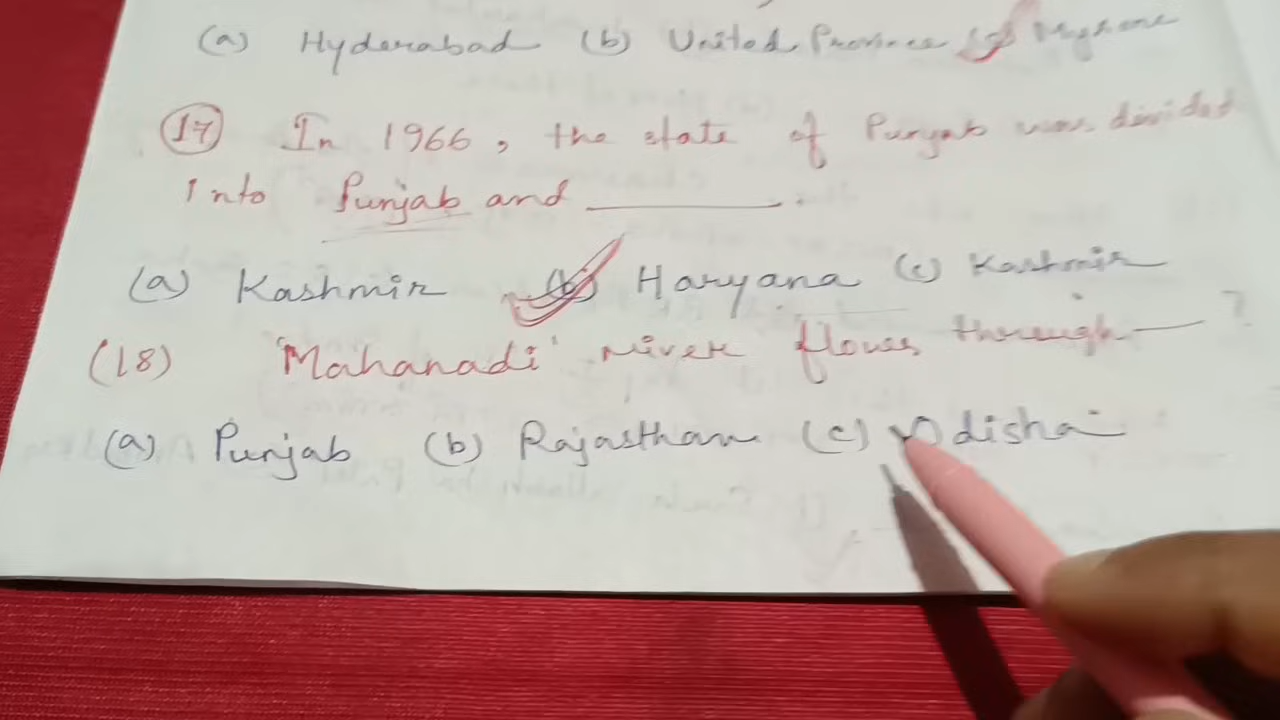 (a) Hyderabad (b) United Province (c) Mysore
(17) In 1966, the state of Punjab was divided
Into Punjab and ________.
(a) Kashmir (b) Haryana (c) Kashmir
(18) 'Mahanadi' river flows through — ?
(a) Punjab (b) Rajasthan (c) Odisha